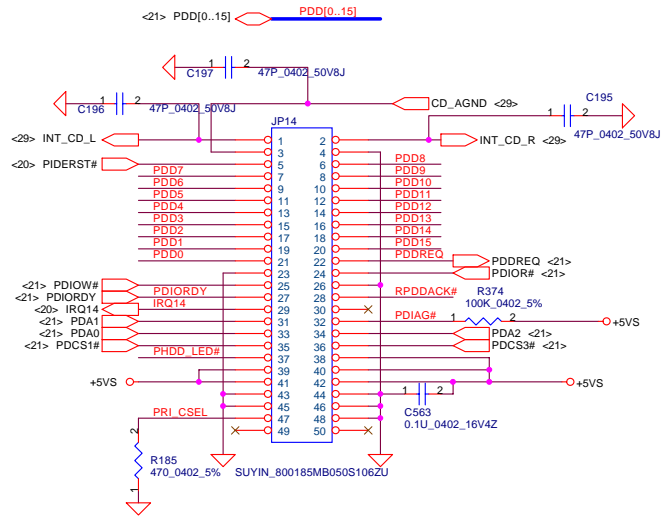 <21> PDD[0..15] PDD[0..15]
C197
1 2
47P_0402_50V8J
C196
1 2
47P_0402_50V8J
CD_AGND <29>
C195
1 2
47P_0402_50V8J
JP14
<29> INT_CD_L 1 2 INT_CD_R <29>
3 4
<20> PIDERST# 5 6 PDD8
PDD7 7 8 PDD9
PDD6 9 10 PDD10
PDD5 11 12 PDD11
PDD4 13 14 PDD12
PDD3 15 16 PDD13
PDD2 17 18 PDD14
PDD1 19 20 PDD15
PDD0 21 22 PDDREQ PDDREQ <21>
23 24 PDIOR# <21>
<21> PDIOW# 25 26
<21> PDIORDY PDIORDY 27 28 RPDDACK#
<20> IRQ14 IRQ14 29 30
R374
100K_0402_5%
<21> PDA1 31 32 PDIAG# 1 2 +5VS
<21> PDA0 33 34 PDA2 <21>
<21> PDCS1# 35 36 PDCS3# <21>
PHDD_LED# 37 38
39 40
+5VS 41 42 +5VS
43 44 1 2
45 46
C563
0.1U_0402_16V4Z
PRI_CSEL 47 48
49 50
2
R185
470_0402_5%
1
SUYIN_800185MB050S106ZU